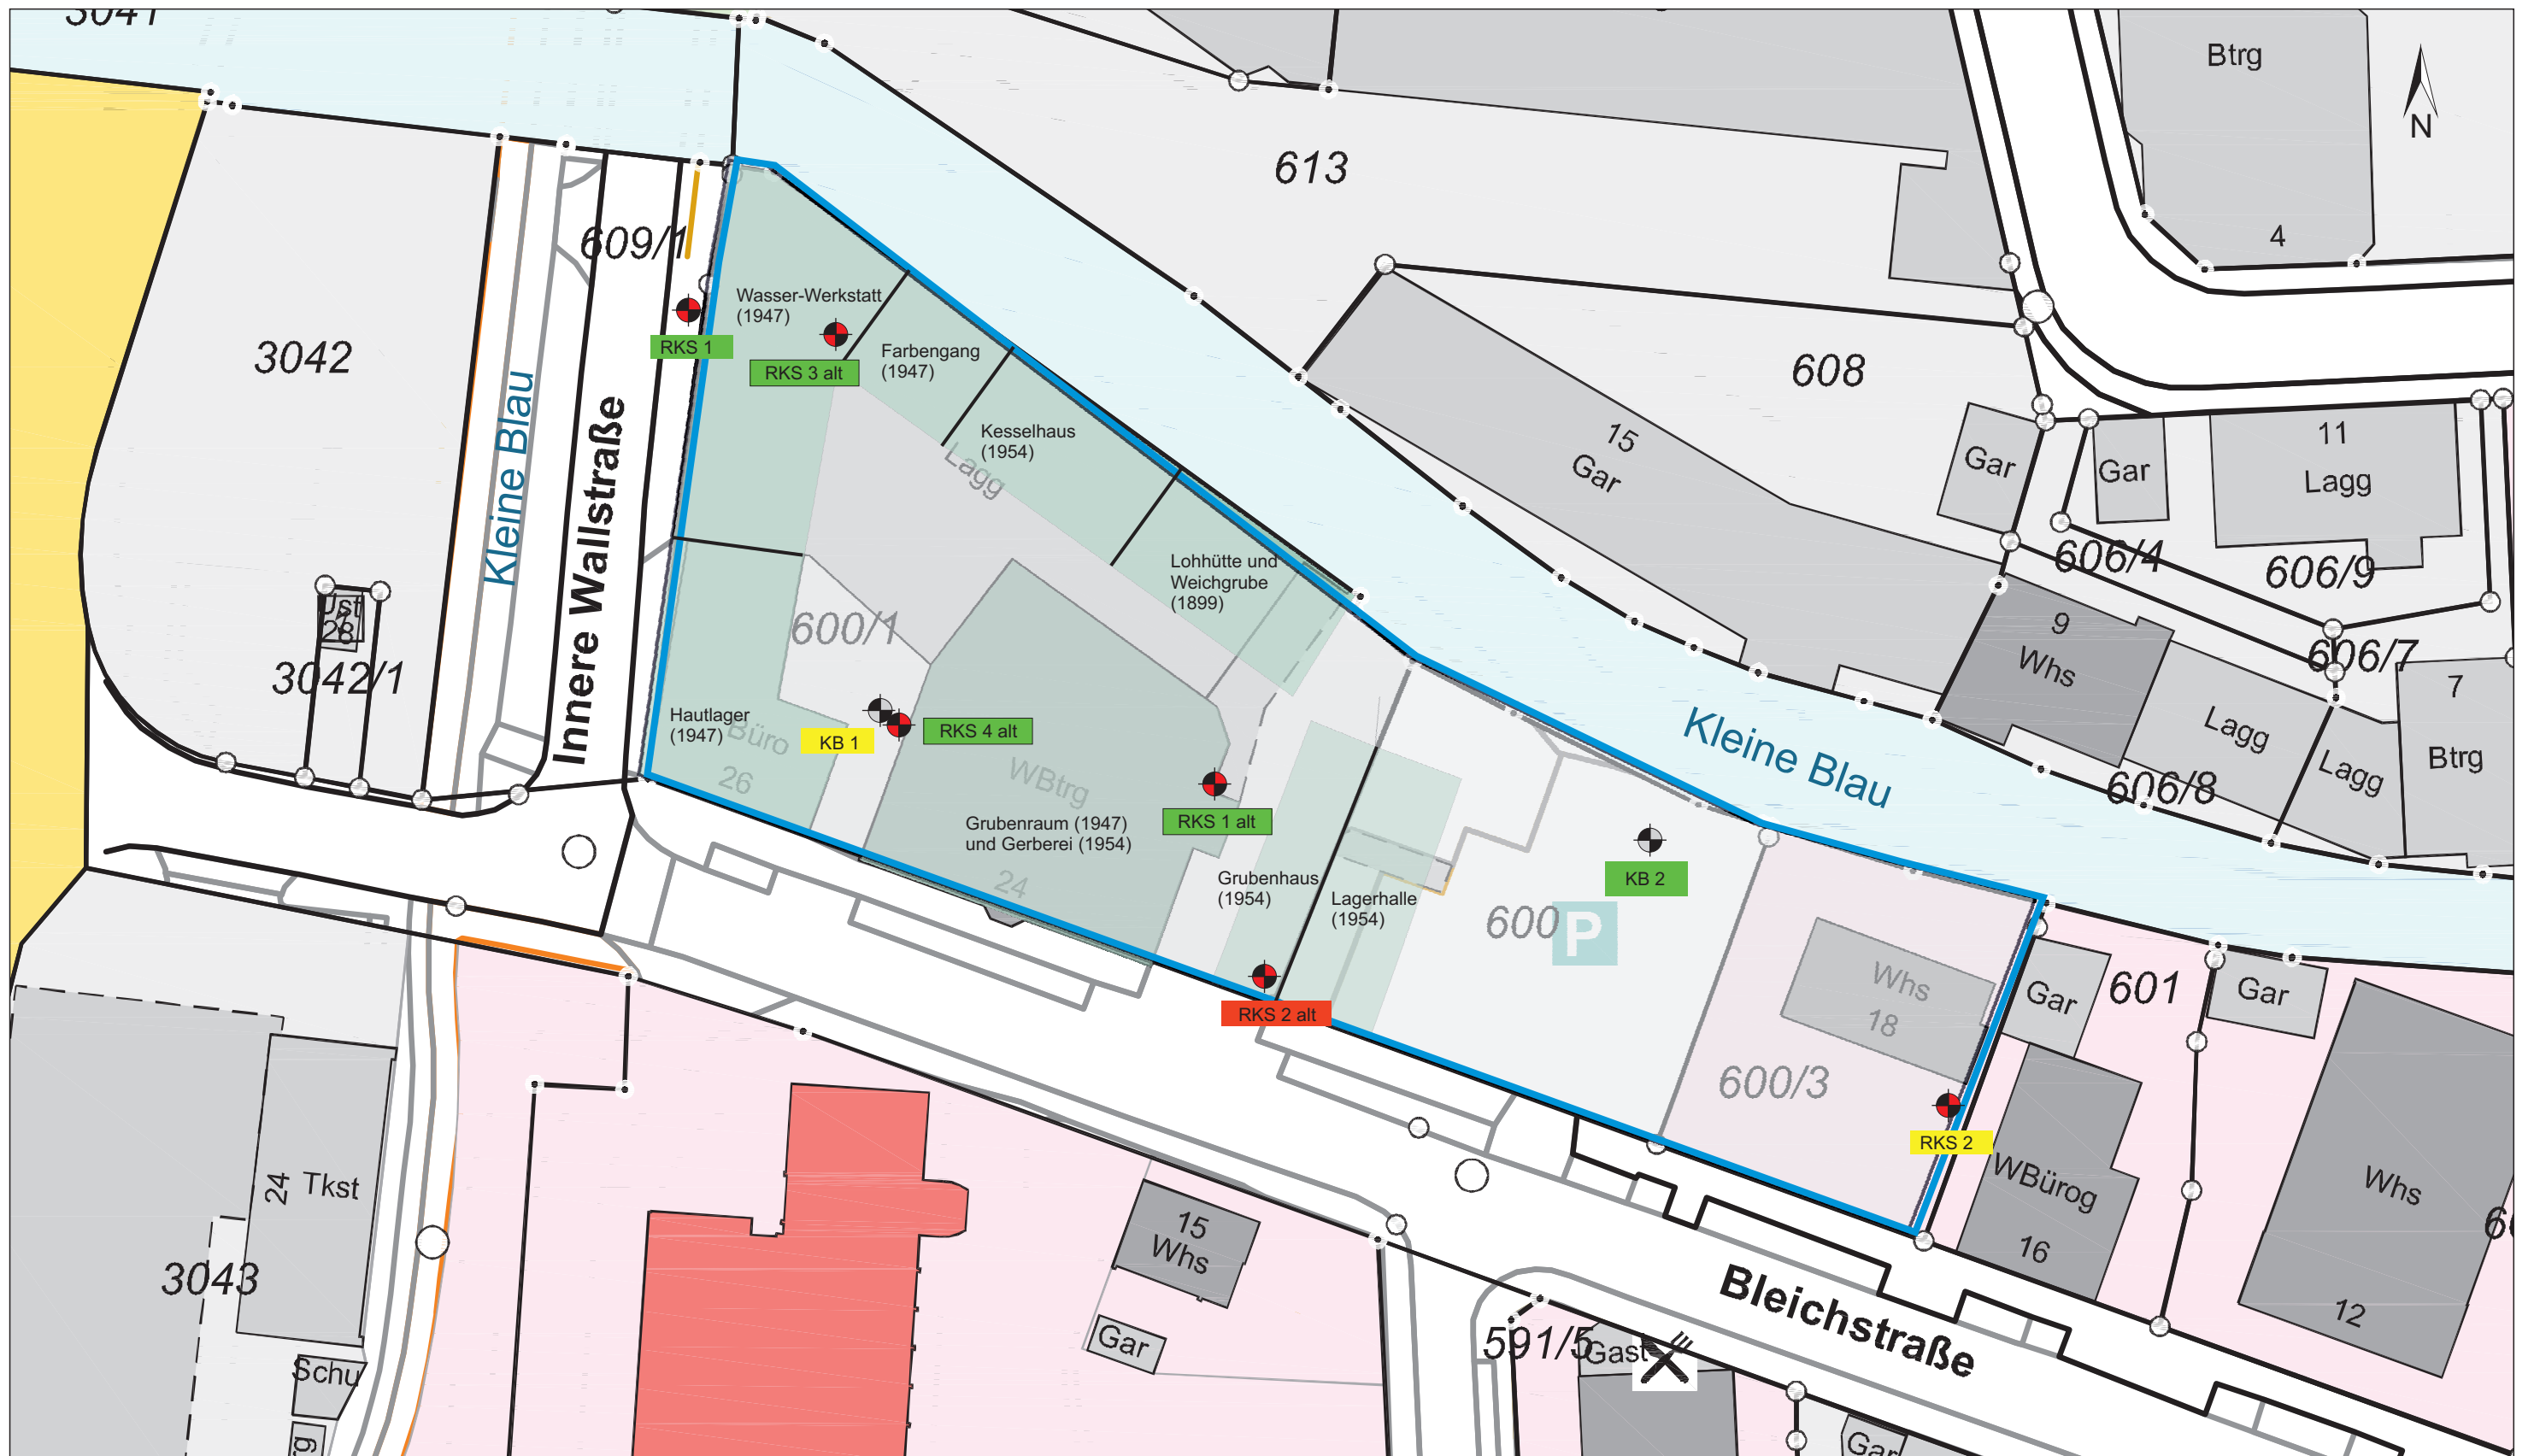 3041
Btrg
4
N
613
609/1
3042
Kleine Blau
Innere Wallstraße
RKS 1
Wasser-Werkstatt
(1947)
RKS 3 alt
Farbengang
(1947)
Kesselhaus
(1954)
Lagg
Lohhütte und
Weichgrube
(1899)
15
Gar
608
Gar
Gar
11
Lagg
606/4
606/9
606/7
9
Whs
Lagg
Lagg
7
Btrg
606/8
28
3042/1
600/1
Hautlager
(1947)
Büro
26
KB 1
RKS 4 alt
WBtrg
Grubenraum (1947)
und Gerberei (1954)
24
RKS 1 alt
Grubenhaus
(1954)
Lagerhalle
(1954)
RKS 2 alt
Kleine Blau
KB 2
600
P
Whs
18
600/3
RKS 2
Gar
601
Gar
WBürog
16
Whs
12
24
Tkst
3043
Schu
15
Whs
Gar
Bleichstraße
591/5
Gast
Gar